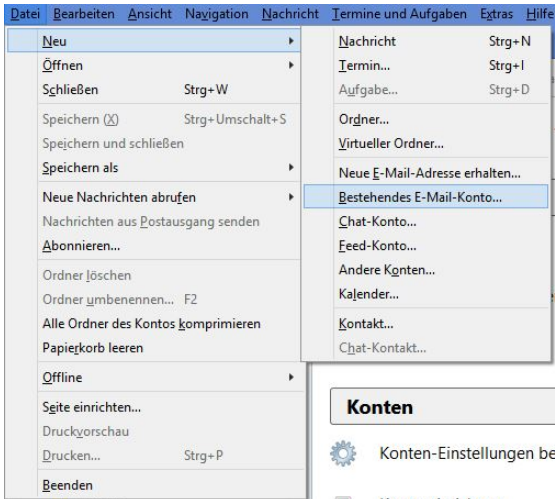 Datei Bearbeiten Ansicht Navigation Nachricht Termine und Aufgaben Extras Hilfe
Neu
Öffnen
Schließen Strg+W
Speichern (X) Strg+Umschalt+S
Speichern und schließen
Speichern als
Neue Nachrichten abrufen
Nachrichten aus Postausgang senden
Abonnieren...
Ordner löschen
Ordner umbenennen... F2
Alle Ordner des Kontos komprimieren
Papierkorb leeren
Offline
Seite einrichten...
Druckvorschau
Drucken... Strg+P
Beenden
Nachricht Strg+N
Termin... Strg+I
Aufgabe... Strg+D
Ordner...
Virtueller Ordner...
Neue E-Mail-Adresse erhalten...
Bestehendes E-Mail-Konto...
Chat-Konto...
Feed-Konto...
Andere Konten...
Kalender...
Kontakt...
Chat-Kontakt...
Konten
Konten-Einstellungen be